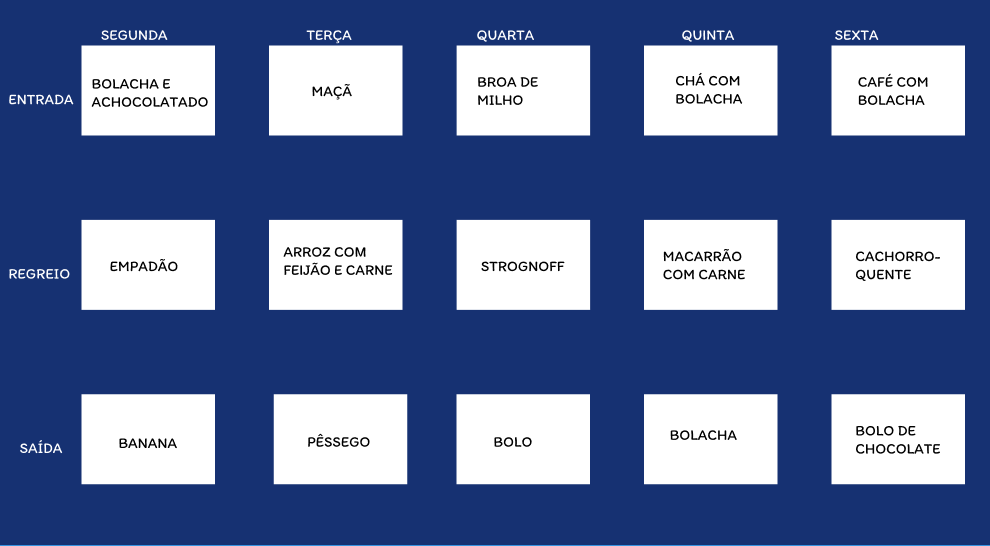 SEGUNDA
TERÇA
QUARTA
QUINTA
SEXTA
ENTRADA
BOLACHA E
ACHOCOLATADO
MAÇÃ
BROA DE
MILHO
CHÁ COM
BOLACHA
CAFÉ COM
BOLACHA
REGREIO
EMPADÃO
ARROZ COM
FEIJÃO E CARNE
STROGNOFF
MACARRÃO
COM CARNE
CACHORRO-
QUENTE
SAÍDA
BANANA
PÊSSEGO
BOLO
BOLACHA
BOLO DE
CHOCOLATE